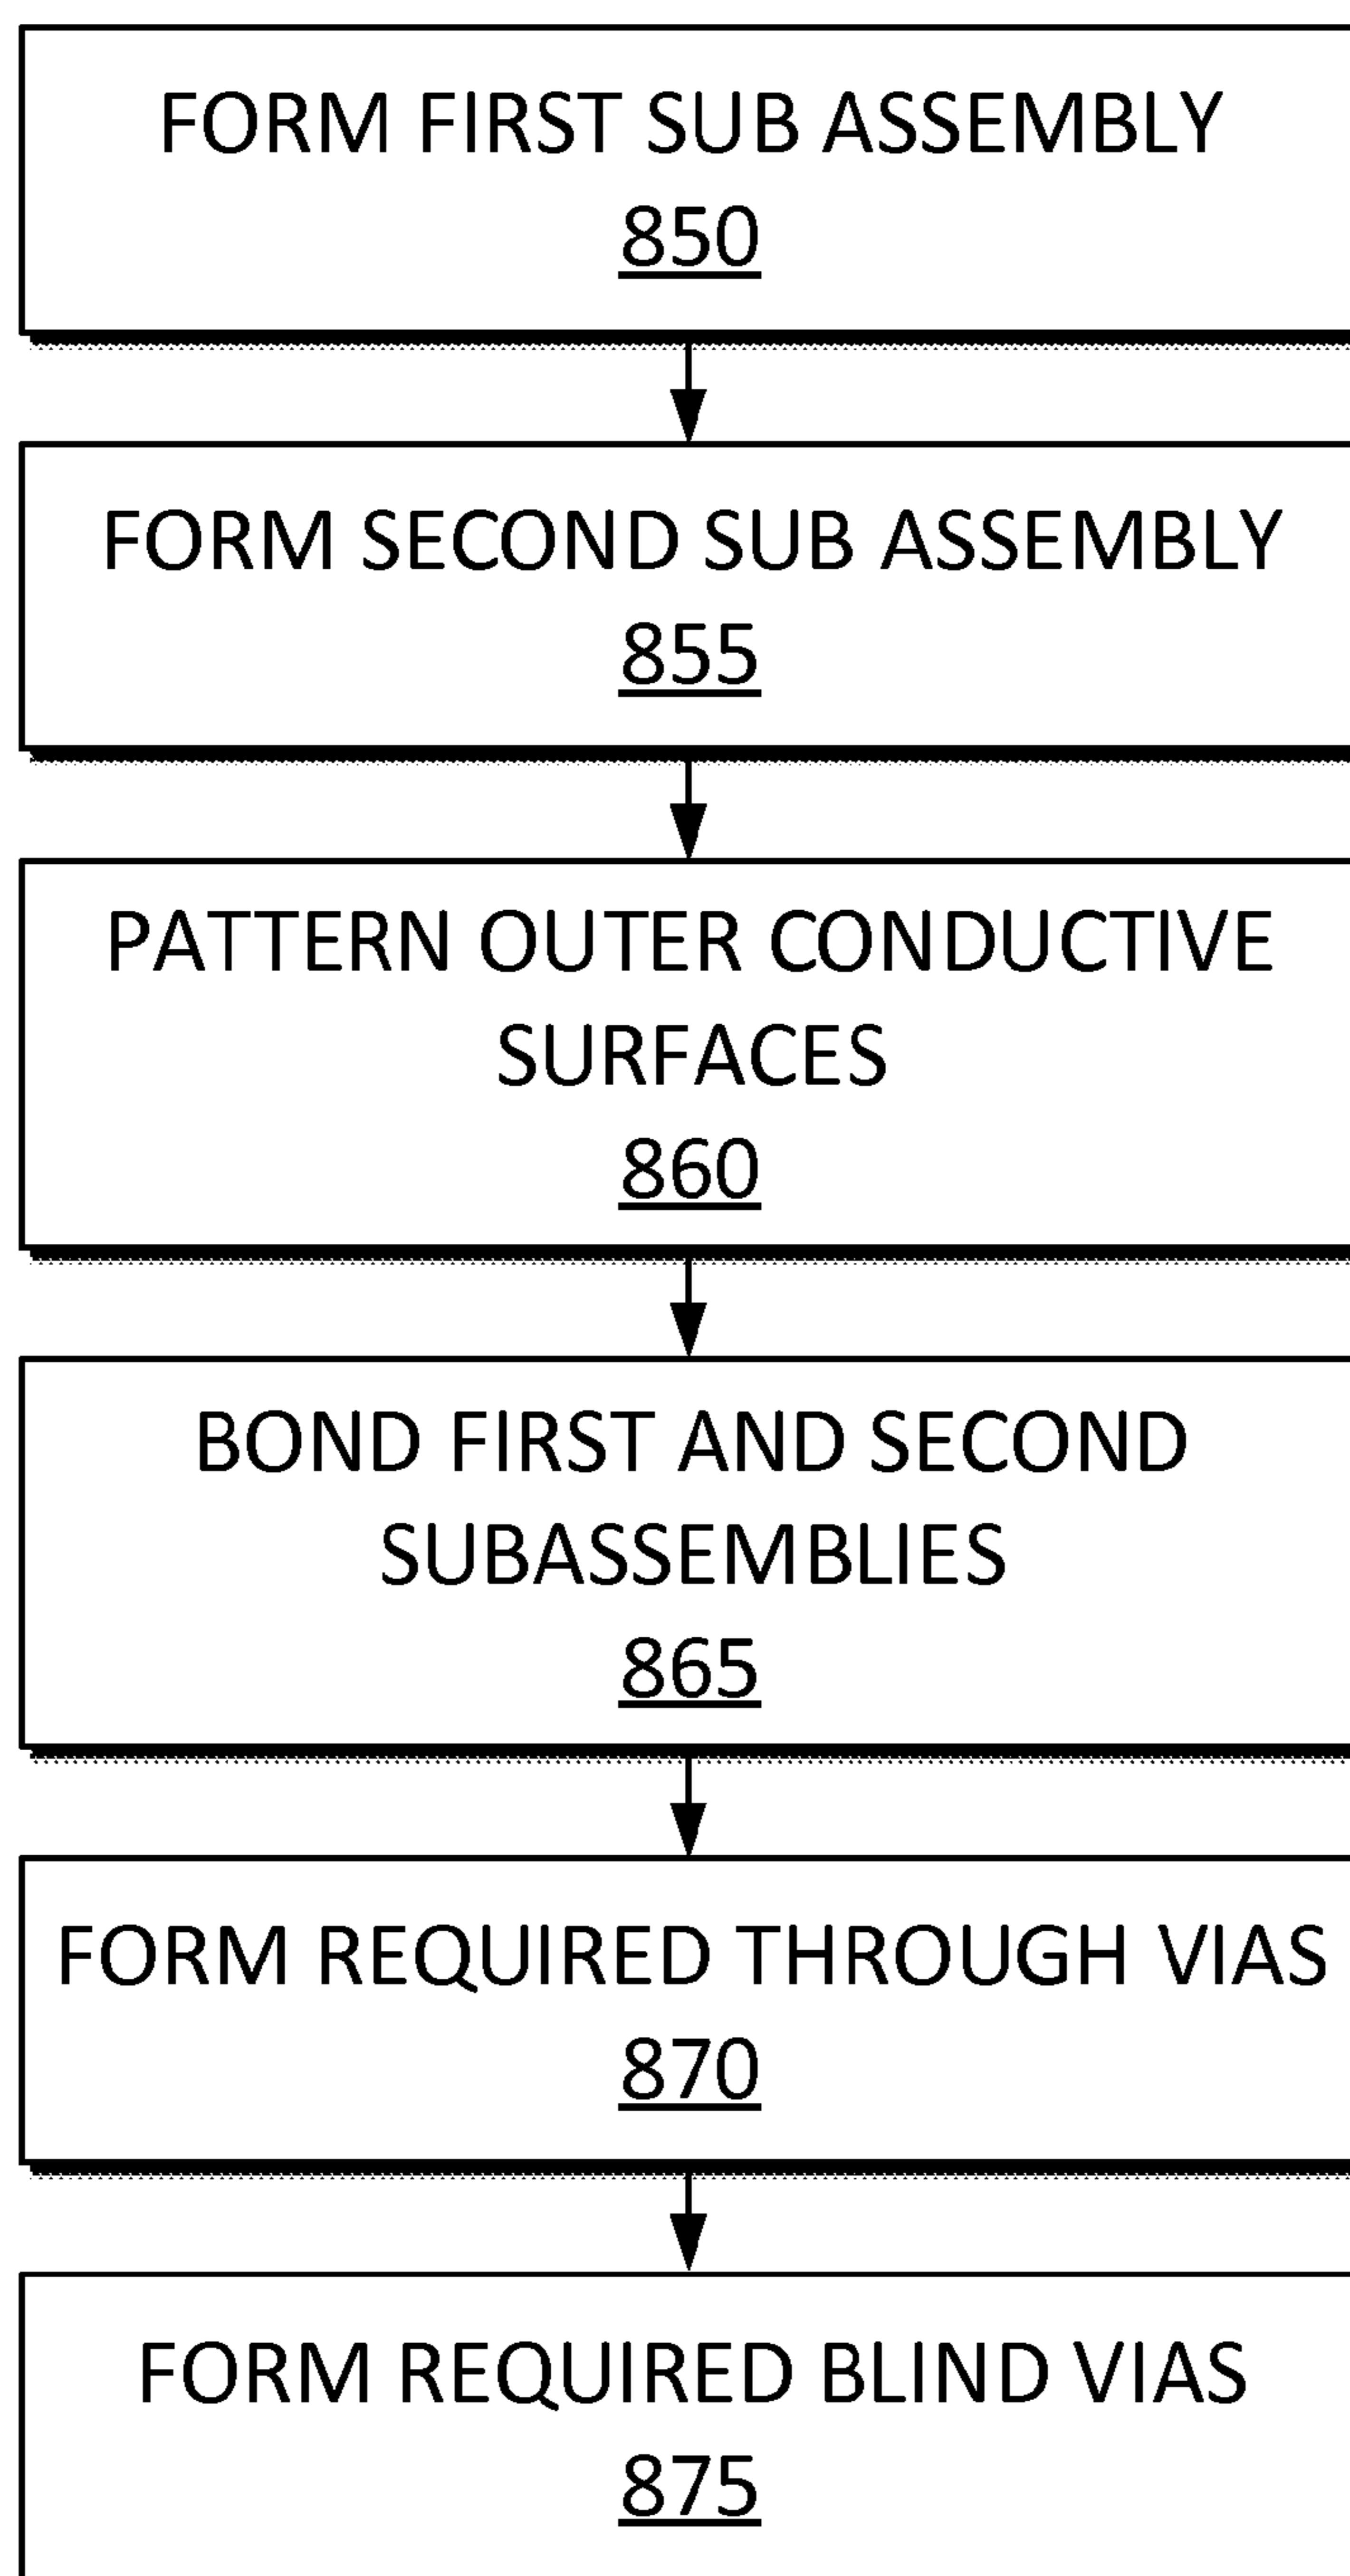 FORM FIRST SUB ASSEMBLY
850
FORM SECOND SUB ASSEMBLY
855
PATTERN OUTER CONDUCTIVE
SURFACES
860
BOND FIRST AND SECOND
SUBASSEMBLIES
865
FORM REQUIRED THROUGH VIAS
870
FORM REQUIRED BLIND VIAS
875